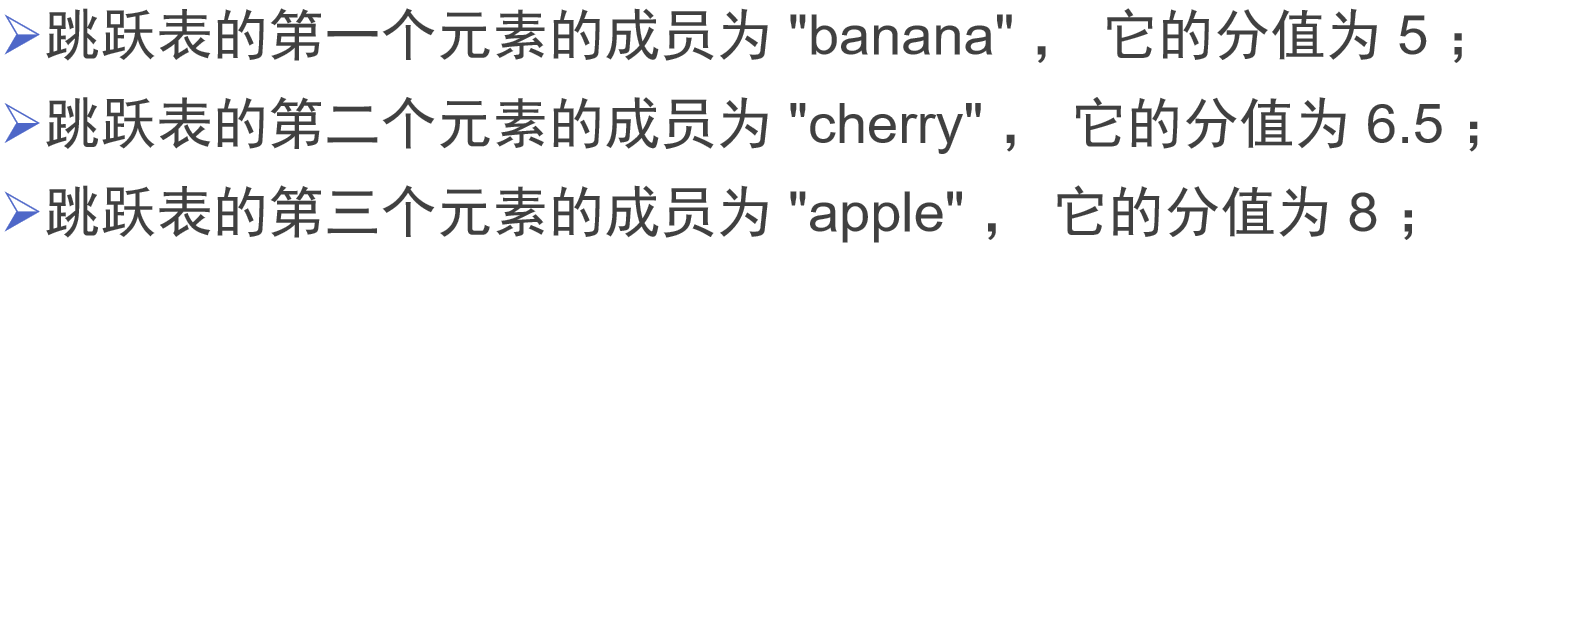 ➢跳跃表的第一个元素的成员为 "banana" ， 它的分值为 5 ；
➢跳跃表的第二个元素的成员为 "cherry" ， 它的分值为 6.5 ；
➢跳跃表的第三个元素的成员为 "apple" ， 它的分值为 8 ；